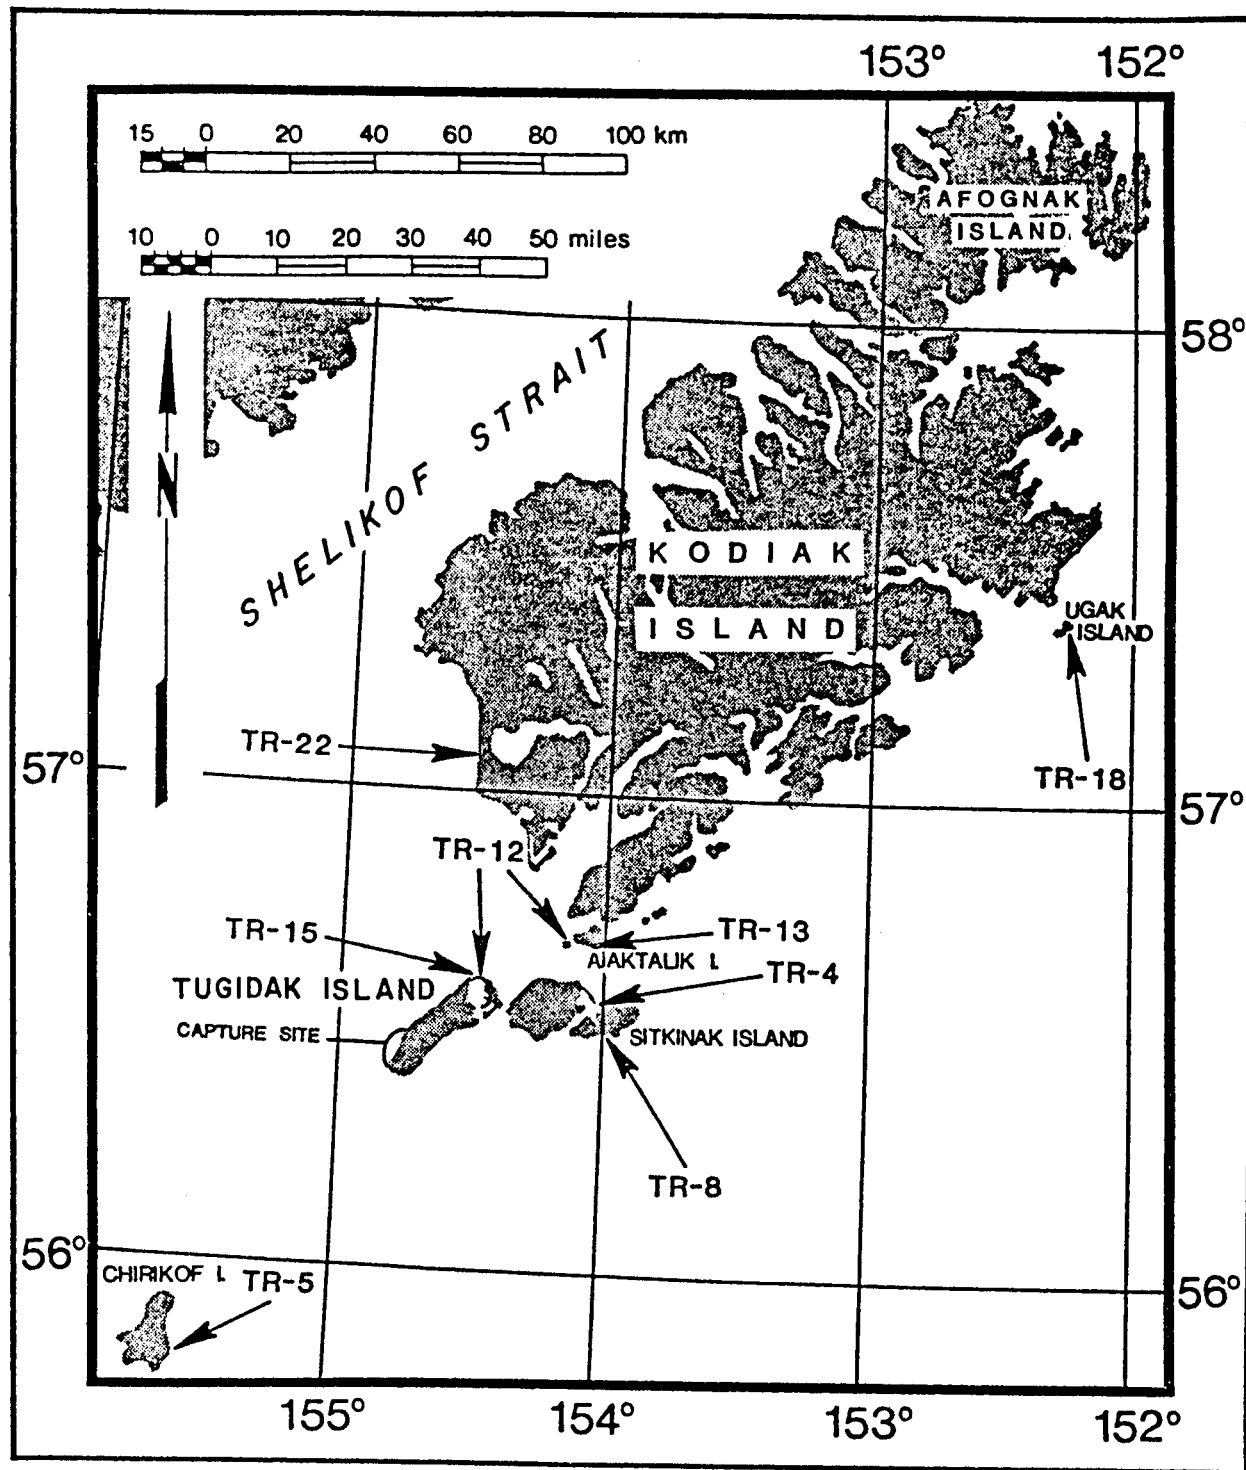 153° 152°
15 0 20 40 60 80 100 km
10 0 10 20 30 40 50 miles
AFOGNAK
ISLAND
58°
SHELIKOF STRAIT
N
KODIAK
ISLAND
UGAK
ISLAND
TR-22
57°
TR-18
57°
TR-12
TR-15
TR-13
AIAKTALIK I.
TR-4
TUGIDAK ISLAND
CAPTURE SITE
SITKINAK ISLAND
TR-8
56°
CHIRIKOF I.
TR-5
56°
155° 154° 153° 152°